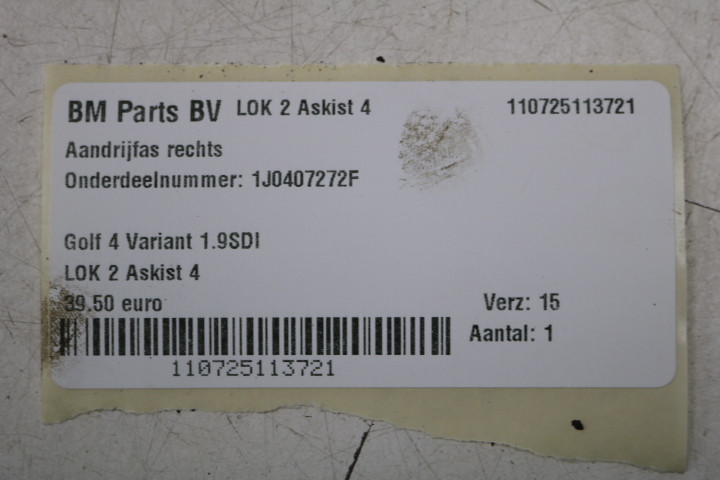 BM Parts BV LOK 2 Askist 4 110725113721
Aandrijfas rechts
Onderdeelnummer: 1J0407272F
Golf 4 Variant 1.9SDI
LOK 2 Askist 4
39.50 euro Verz: 15
Aantal: 1
110725113721